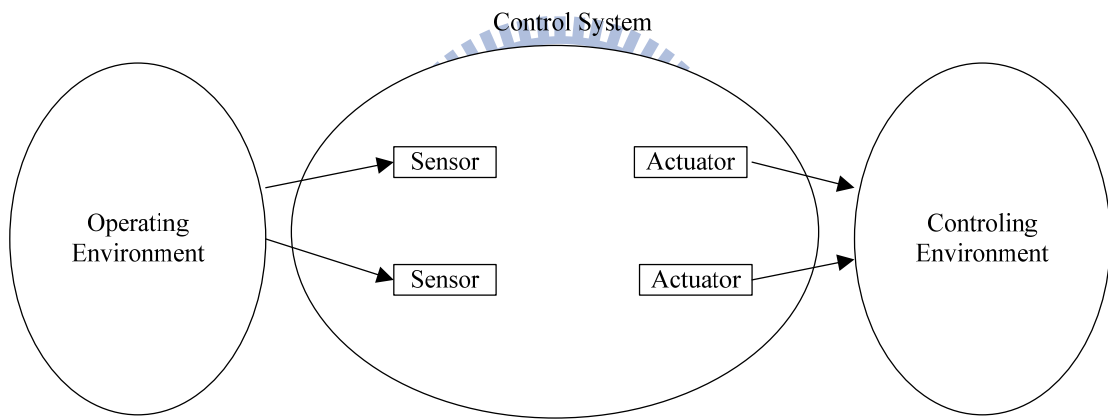 Control System
Sensor
Actuator
Operating
Environment
Controling
Environment
Sensor
Actuator